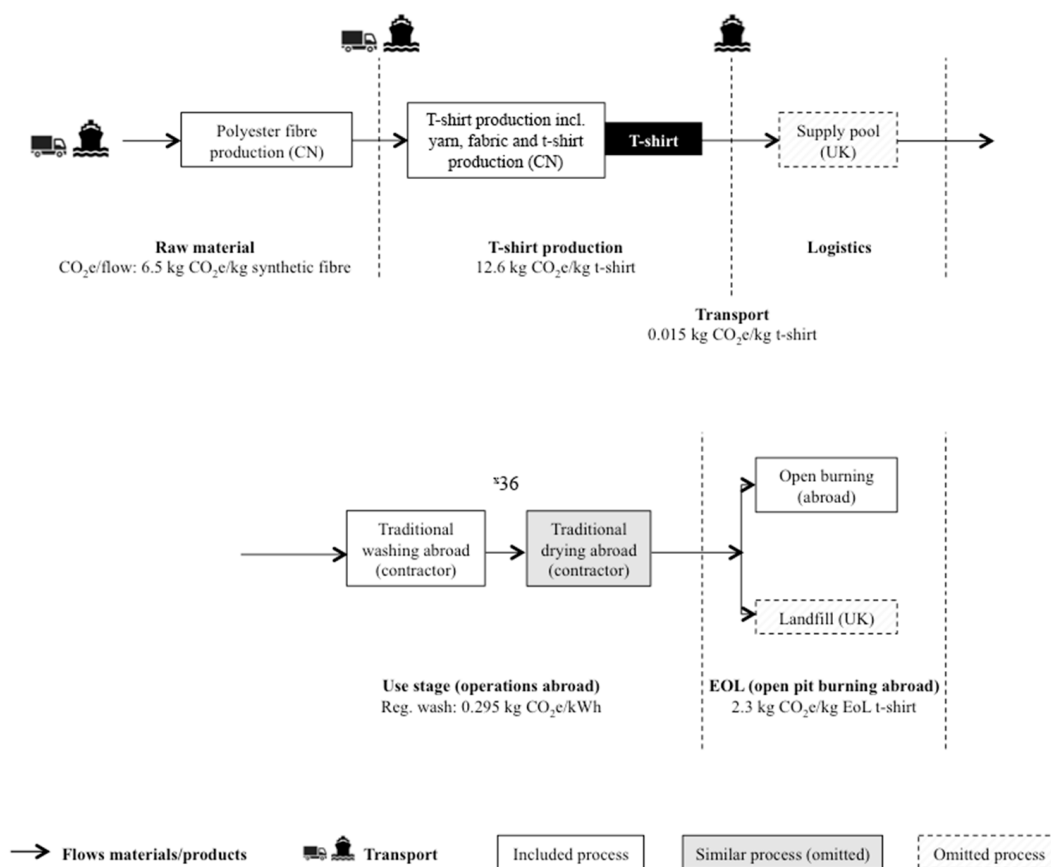 Polyester fibre
production (CN)
T-shirt production incl.
yarn, fabric and t-shirt
production (CN)
T-shirt
Supply pool
(UK)
Raw material
CO₂e/flow: 6.5 kg CO₂e/kg synthetic fibre
T-shirt production
12.6 kg CO₂e/kg t-shirt
Logistics
Transport
0.015 kg CO₂e/kg t-shirt
x36
Traditional
washing abroad
(contractor)
Traditional
drying abroad
(contractor)
Open burning
(abroad)
Landfill (UK)
Use stage (operations abroad)
Reg. wash: 0.295 kg CO₂e/kWh
EOL (open pit burning abroad)
2.3 kg CO₂e/kg EoL t-shirt
Flows materials/products
Transport
Included process
Similar process (omitted)
Omitted process